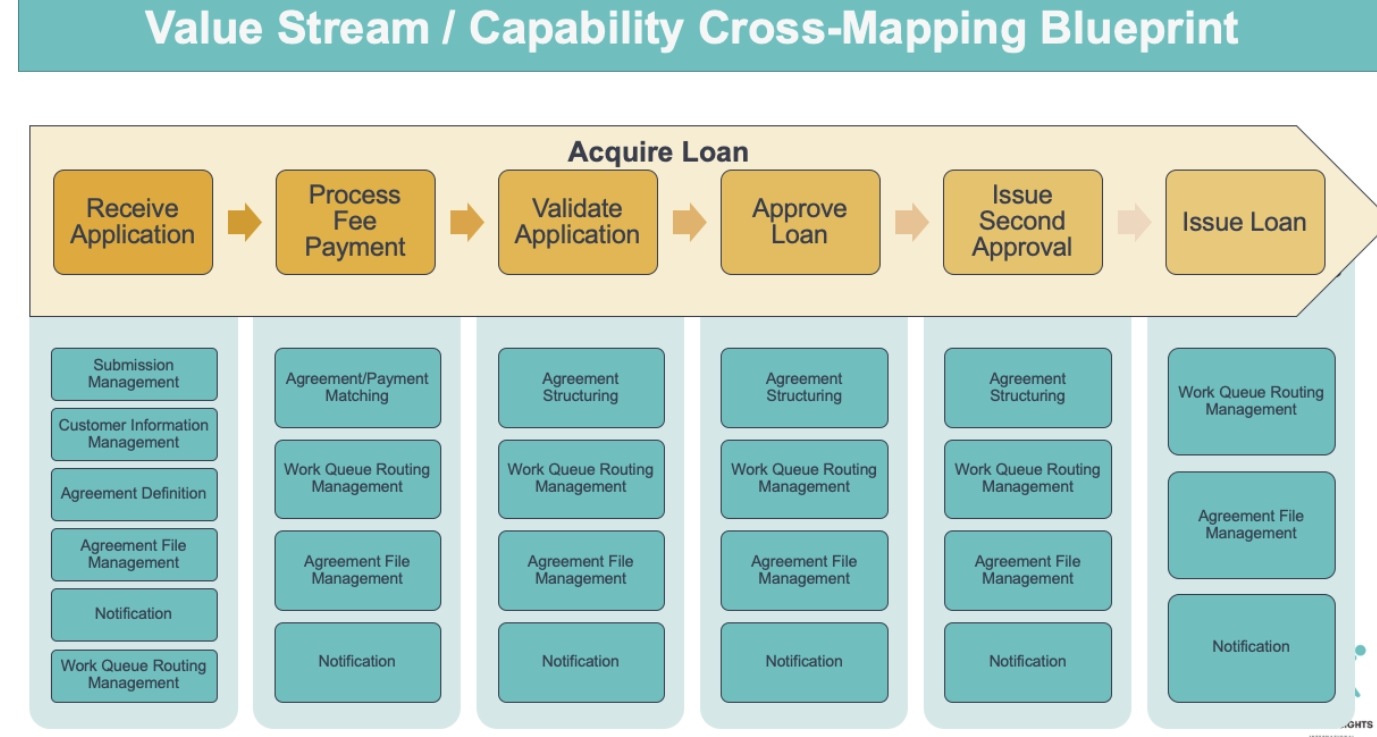 Value Stream / Capability Cross-Mapping Blueprint
Acquire Loan
Receive
Application
Process
Fee
Payment
Validate
Application
Approve
Loan
Issue
Second
Approval
Issue Loan
Submission
Management
Customer Information
Management
Agreement Definition
Agreement File
Management
Notification
Work Queue Routing
Management
Agreement/Payment
Matching
Work Queue Routing
Management
Agreement File
Management
Notification
Agreement
Structuring
Work Queue Routing
Management
Agreement File
Management
Notification
Agreement
Structuring
Work Queue Routing
Management
Agreement File
Management
Notification
Agreement
Structuring
Work Queue Routing
Management
Agreement File
Management
Notification
Work Queue Routing
Management
Agreement File
Management
Notification